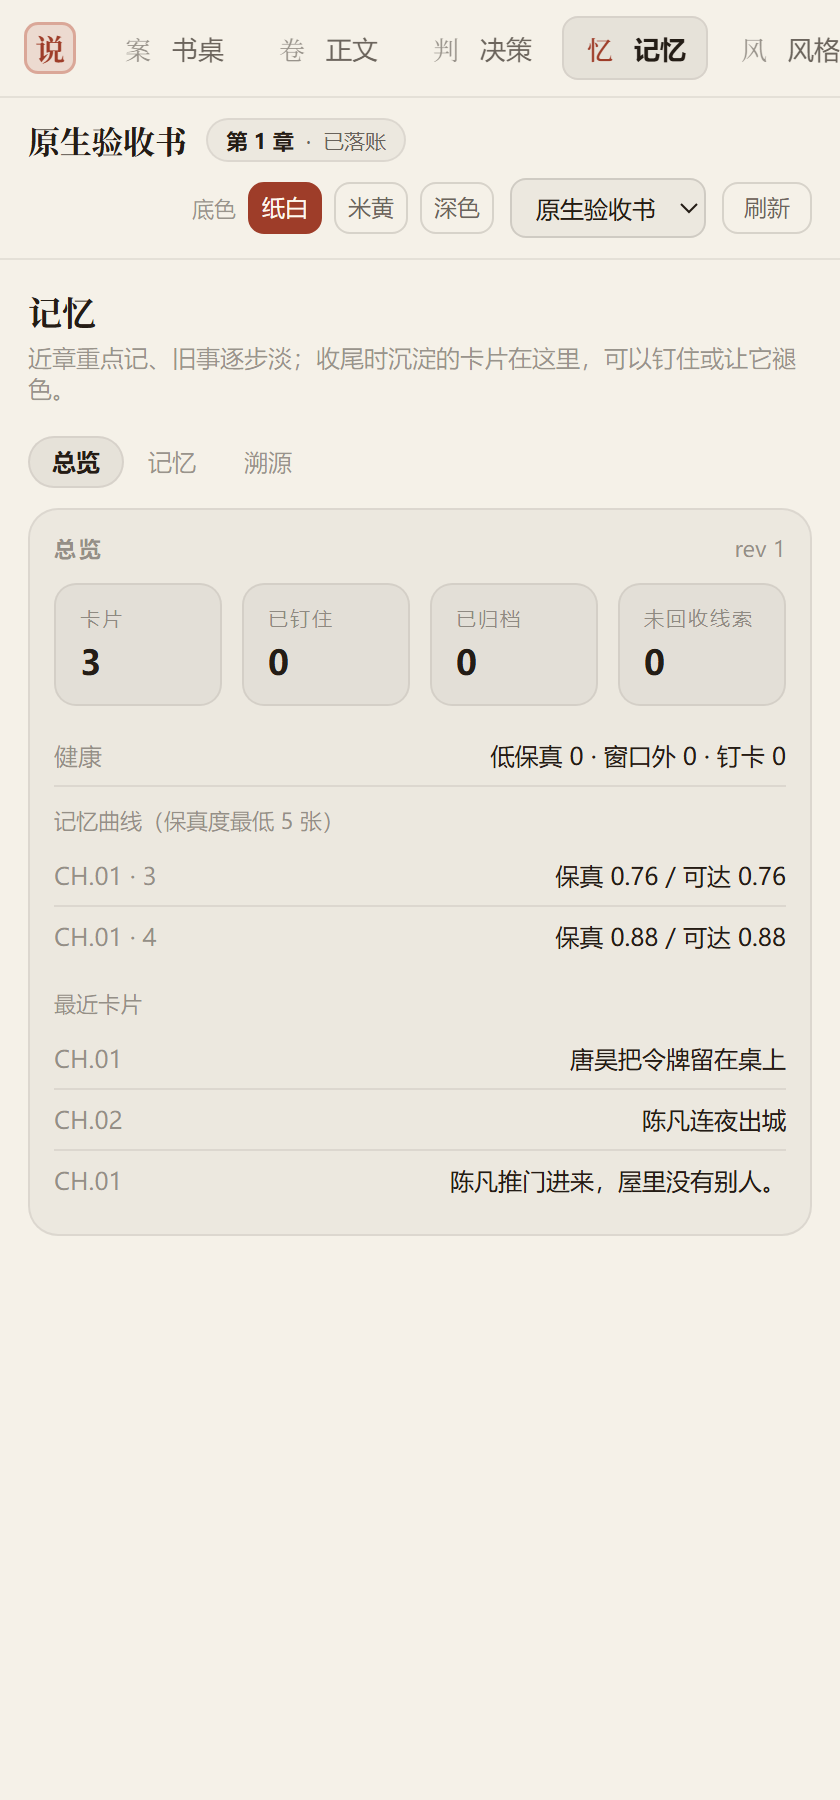 说 案 书桌 卷 正文 判 决策 忆 记忆 风 风格
原生验收书 第 1 章 · 已落账
底色 纸白 米黄 深色 原生验收书 刷新
记忆
近章重点记、旧事逐步淡；收尾时沉淀的卡片在这里，可以钉住或让它褪
色。
总览 记忆 溯源
总览 rev 1
卡片 已钉住 已归档 未回收线索
3 0 0 0
健康 低保真 0 · 窗口外 0 · 钉卡 0
记忆曲线（保真度最低 5 张）
CH.01 · 3 保真 0.76 / 可达 0.76
CH.01 · 4 保真 0.88 / 可达 0.88
最近卡片
CH.01 唐昊把令牌留在桌上
CH.02 陈凡连夜出城
CH.01 陈凡推门进来，屋里没有别人。